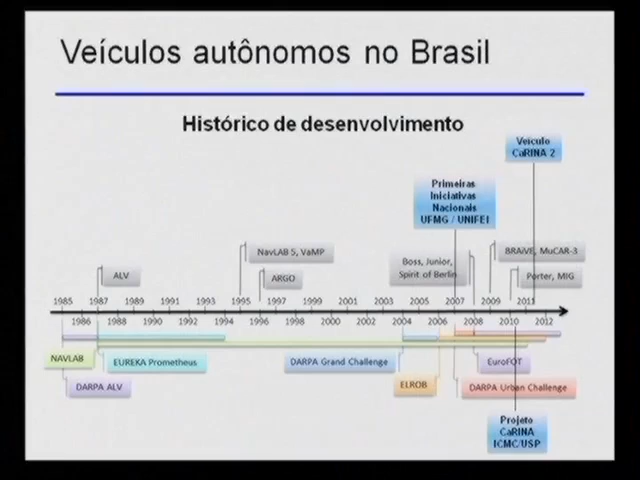 Veículos autônomos no Brasil
Histórico de desenvolvimento
Veículo
CaRINA 2
Primeiras
Iniciativas
Nacionais
UFMG / UNIFEI
NavLAB 5, VaMP
BRAiVE, MuCAR-3
Boss, Junior,
Spirit of Berlin
ALV
ARGO
Porter, MIG
1985 1987 1989 1991 1993 1995 1997 1999 2001 2003 2005 2007 2009 2011
1986 1988 1990 1992 1994 1996 1998 2000 2002 2004 2006 2008 2010 2012
NAVLAB
EUREKA Prometheus
DARPA Grand Challenge
EuroFOT
DARPA ALV
ELROB
DARPA Urban Challenge
Projeto
CaRINA
ICMC/USP